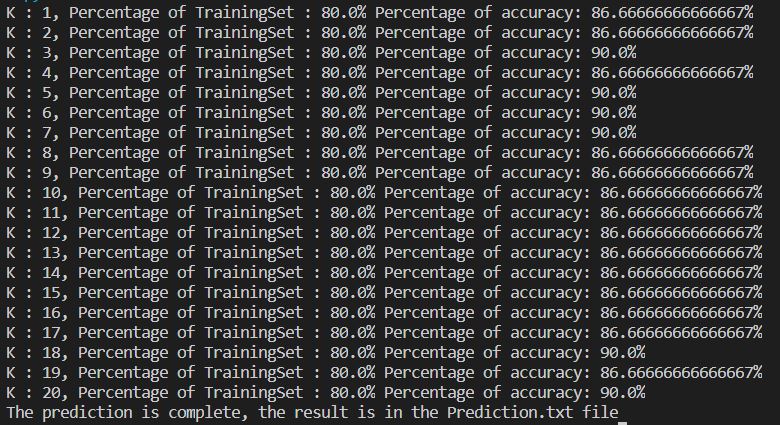 K : 1, Percentage of TrainingSet : 80.0% Percentage of accuracy: 86.66666666666667%
K : 2, Percentage of TrainingSet : 80.0% Percentage of accuracy: 86.66666666666667%
K : 3, Percentage of TrainingSet : 80.0% Percentage of accuracy: 90.0%
K : 4, Percentage of TrainingSet : 80.0% Percentage of accuracy: 86.66666666666667%
K : 5, Percentage of TrainingSet : 80.0% Percentage of accuracy: 90.0%
K : 6, Percentage of TrainingSet : 80.0% Percentage of accuracy: 90.0%
K : 7, Percentage of TrainingSet : 80.0% Percentage of accuracy: 90.0%
K : 8, Percentage of TrainingSet : 80.0% Percentage of accuracy: 86.66666666666667%
K : 9, Percentage of TrainingSet : 80.0% Percentage of accuracy: 86.66666666666667%
K : 10, Percentage of TrainingSet : 80.0% Percentage of accuracy: 86.66666666666667%
K : 11, Percentage of TrainingSet : 80.0% Percentage of accuracy: 86.66666666666667%
K : 12, Percentage of TrainingSet : 80.0% Percentage of accuracy: 86.66666666666667%
K : 13, Percentage of TrainingSet : 80.0% Percentage of accuracy: 86.66666666666667%
K : 14, Percentage of TrainingSet : 80.0% Percentage of accuracy: 86.66666666666667%
K : 15, Percentage of TrainingSet : 80.0% Percentage of accuracy: 86.66666666666667%
K : 16, Percentage of TrainingSet : 80.0% Percentage of accuracy: 86.66666666666667%
K : 17, Percentage of TrainingSet : 80.0% Percentage of accuracy: 86.66666666666667%
K : 18, Percentage of TrainingSet : 80.0% Percentage of accuracy: 90.0%
K : 19, Percentage of TrainingSet : 80.0% Percentage of accuracy: 86.66666666666667%
K : 20, Percentage of TrainingSet : 80.0% Percentage of accuracy: 90.0%
The prediction is complete, the result is in the Prediction.txt file